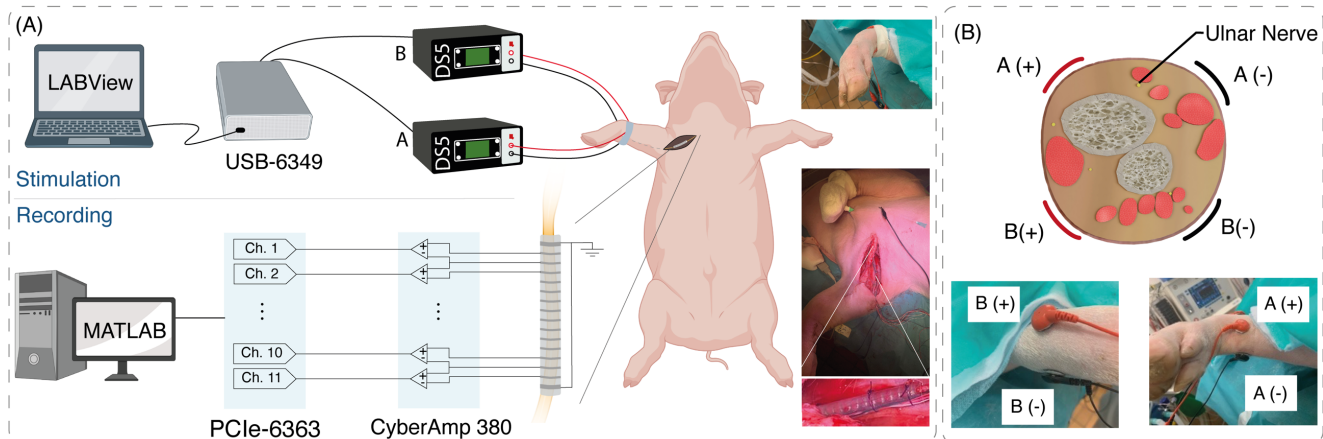 (A)
LABView
USB-6349
B
DS5
A
DS5
Stimulation
Recording
MATLAB
Ch. 1
Ch. 2
Ch. 10
Ch. 11
PCIe-6363
+
-
+
-
+
-
+
-
CyberAmp 380
(B)
Ulnar Nerve
A (+)
A (-)
B(+)
B(-)
B (+)
B (-)
A (+)
A (-)